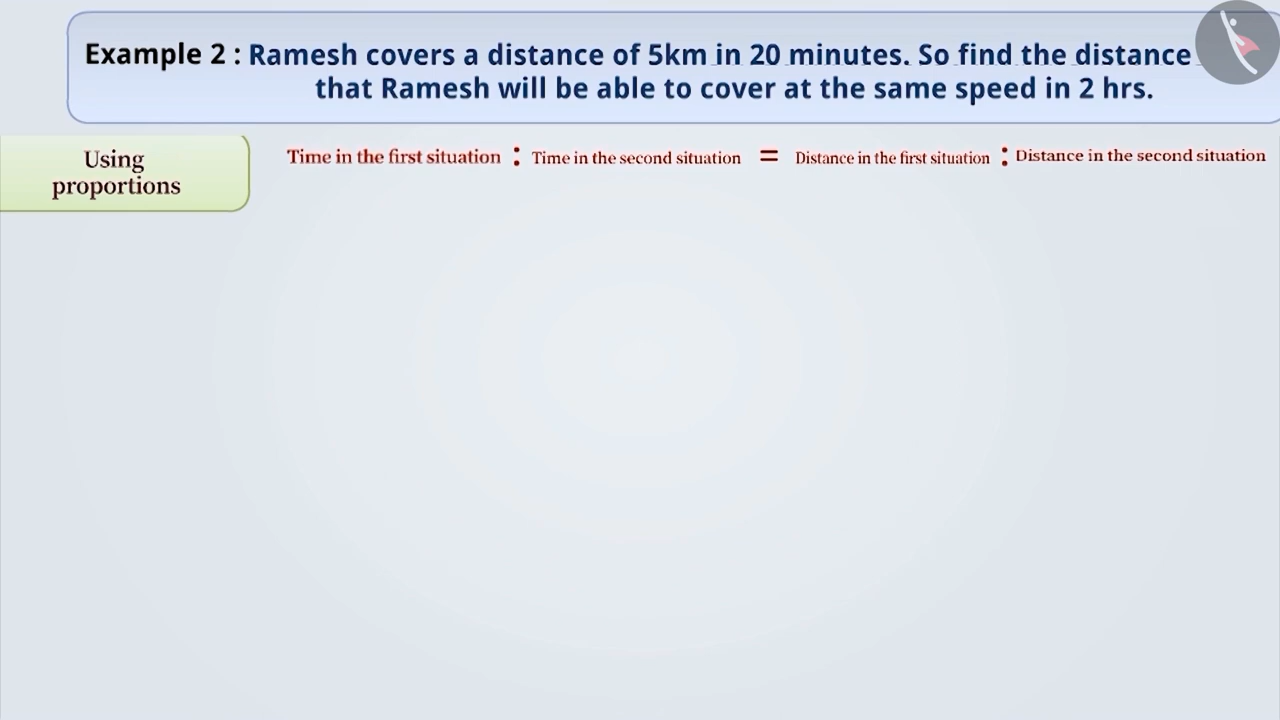 Example 2 : Ramesh covers a distance of 5km in 20 minutes. So find the distance
that Ramesh will be able to cover at the same speed in 2 hrs.
Using
proportions
Time in the first situation : Time in the second situation = Distance in the first situation : Distance in the second situation